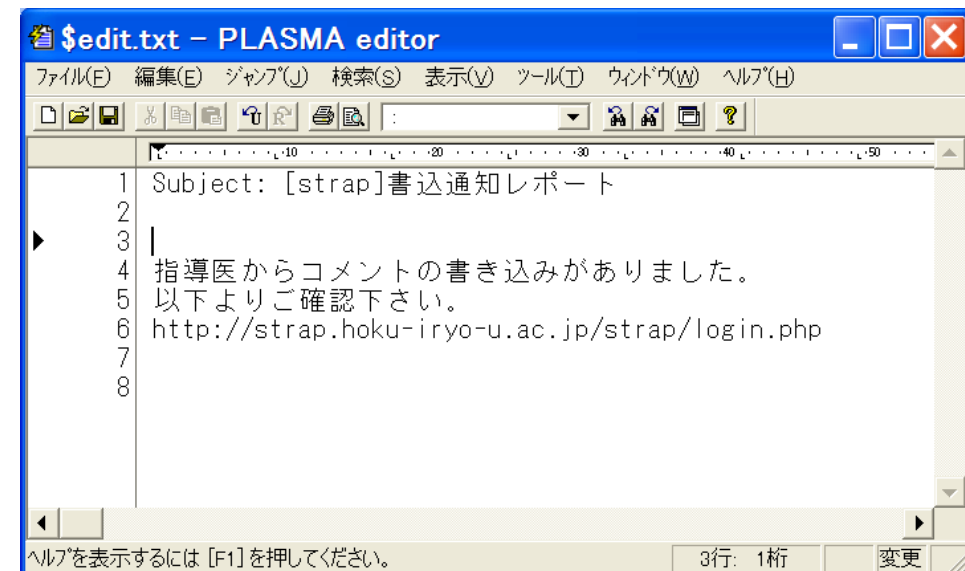 $edit.txt - PLASMA editor
ファイル(F) 編集(E) ジャンプ(J) 検索(S) 表示(V) ツール(T) ウィンドウ(W) ヘルプ(H)
:
10 20 30 40 50
1 Subject: [strap]書込通知レポート
2
3
4 指導医からコメントの書き込みがありました。
5 以下よりご確認下さい。
6 http://strap.hoku-iryo-u.ac.jp/strap/login.php
7
8
ヘルプを表示するには [F1] を押してください。 3行: 1桁 変更